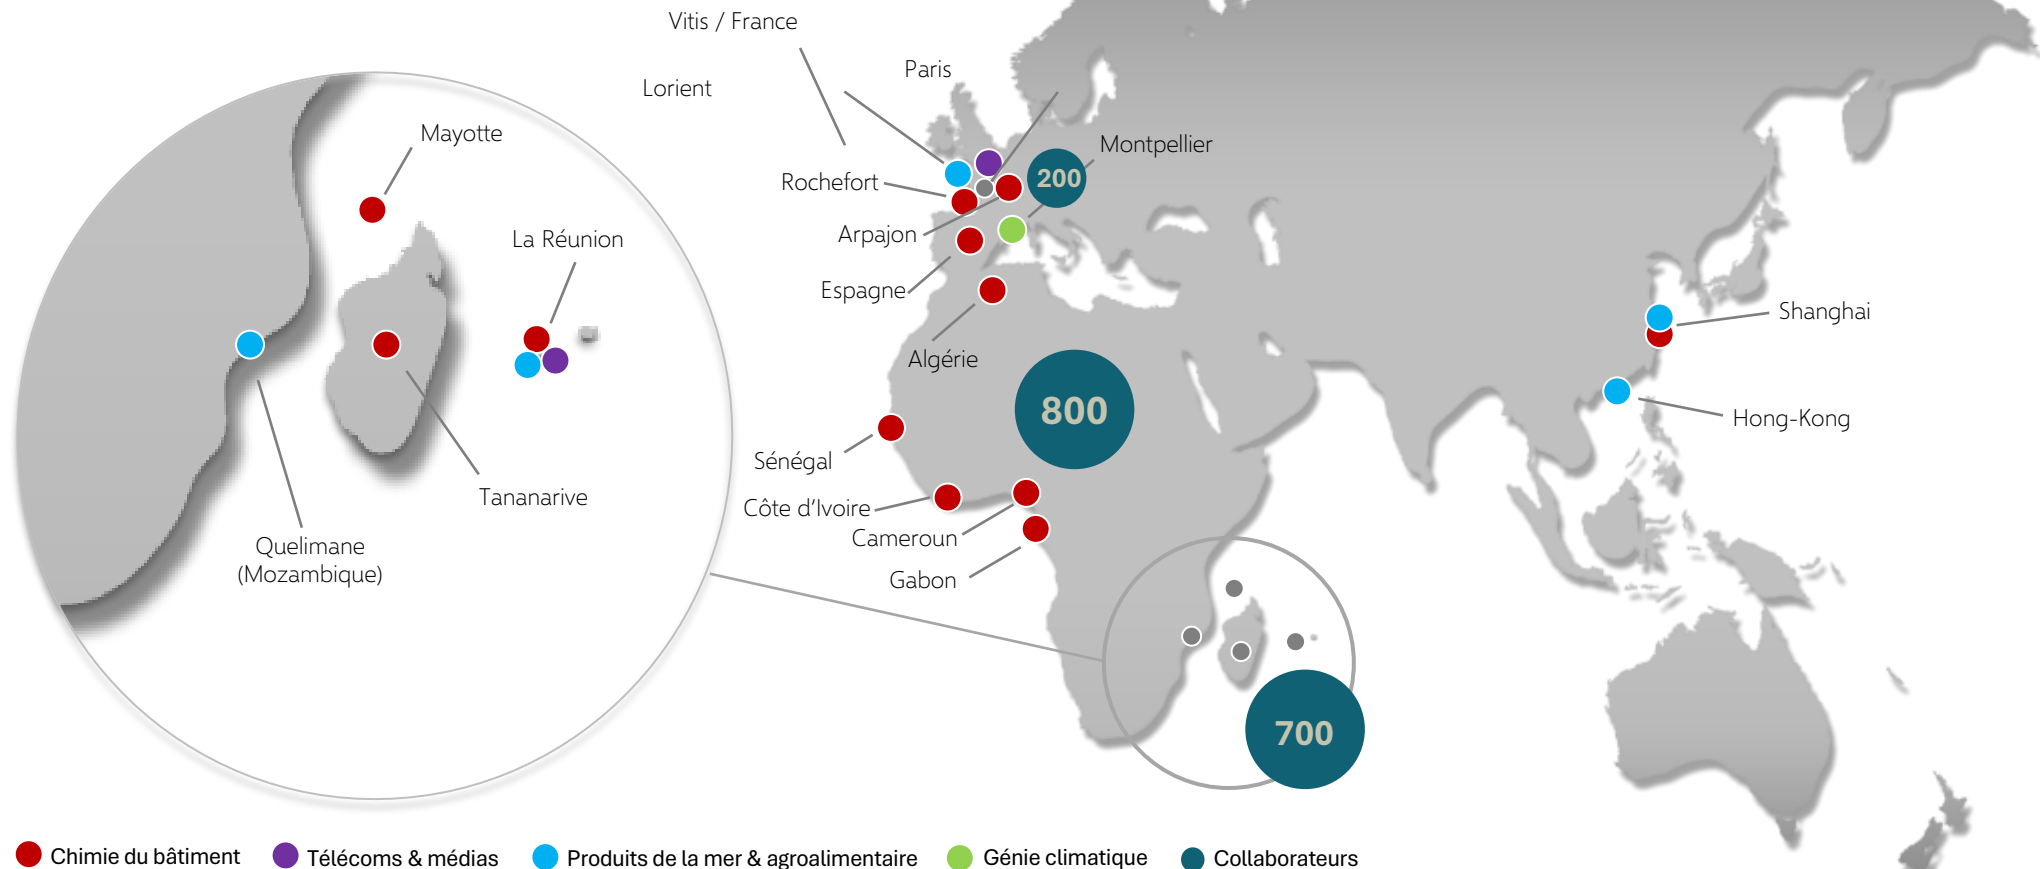 Vitis / France
Paris
Lorient
Mayotte
Montpellier
200
Rochefort
La Réunion
Arpajon
Espagne
Shanghai
Algérie
800
Hong-Kong
Sénégal
Tananarive
Côte d'Ivoire
Cameroun
Quelimane
(Mozambique)
Gabon
700
Chimie du bâtiment
Télécoms & médias
Produits de la mer & agroalimentaire
Génie climatique
Collaborateurs